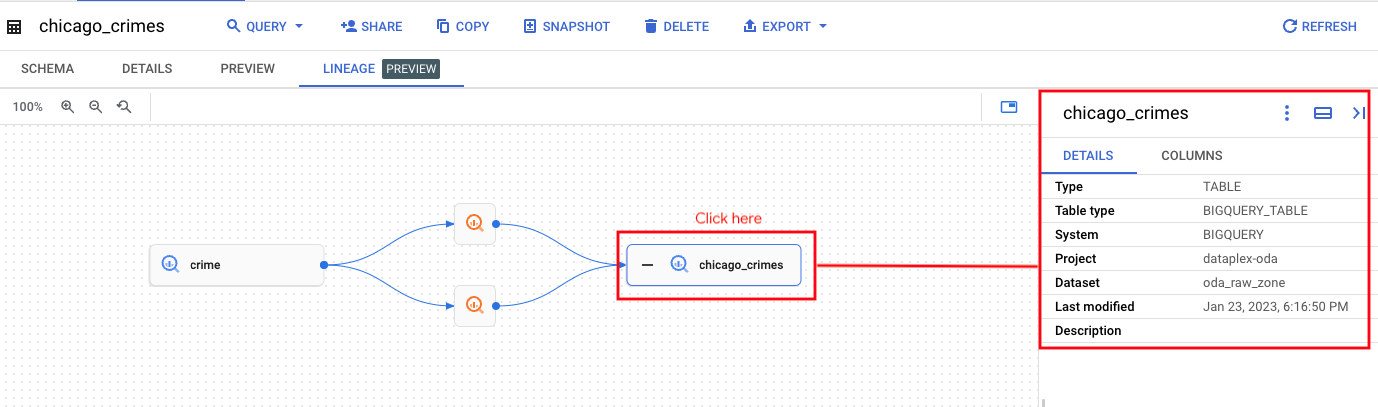 chicago_crimes QUERY SHARE COPY SNAPSHOT DELETE EXPORT REFRESH
SCHEMA DETAILS PREVIEW LINEAGE PREVIEW
100%
crime
Click here
chicago_crimes
chicago_crimes
DETAILS COLUMNS
Type TABLE
Table type BIGQUERY_TABLE
System BIGQUERY
Project dataplex-oda
Dataset oda_raw_zone
Last modified Jan 23, 2023, 6:16:50 PM
Description